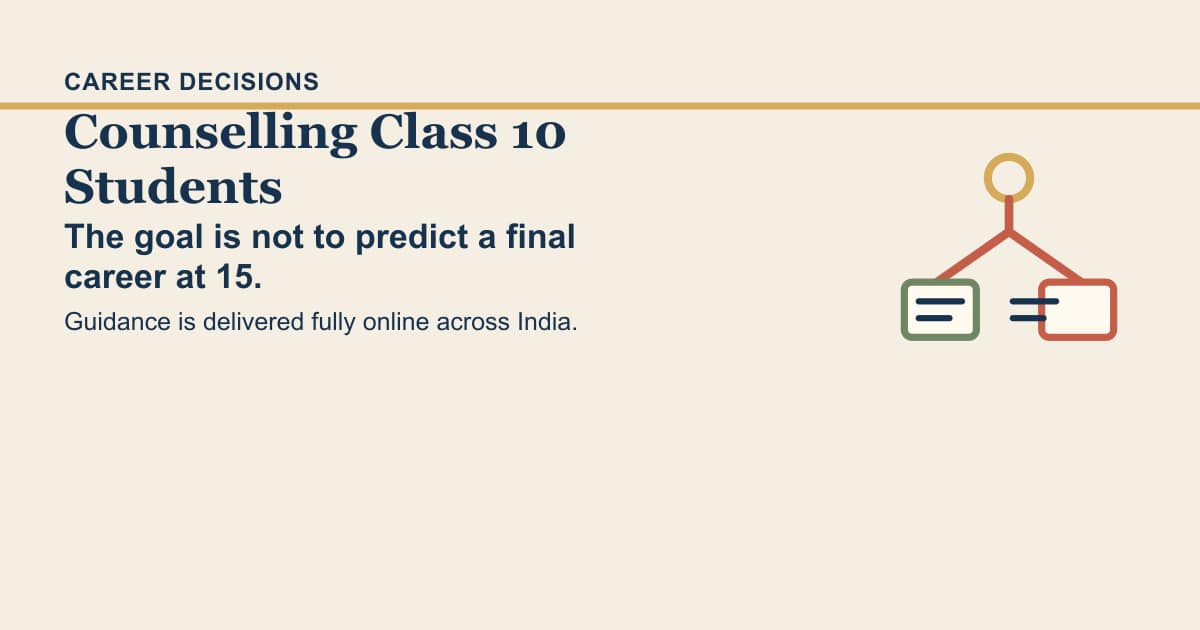 CAREER DECISIONS
Counselling Class 10
Students
The goal is not to predict a final
career at 15.
Guidance is delivered fully online across India.